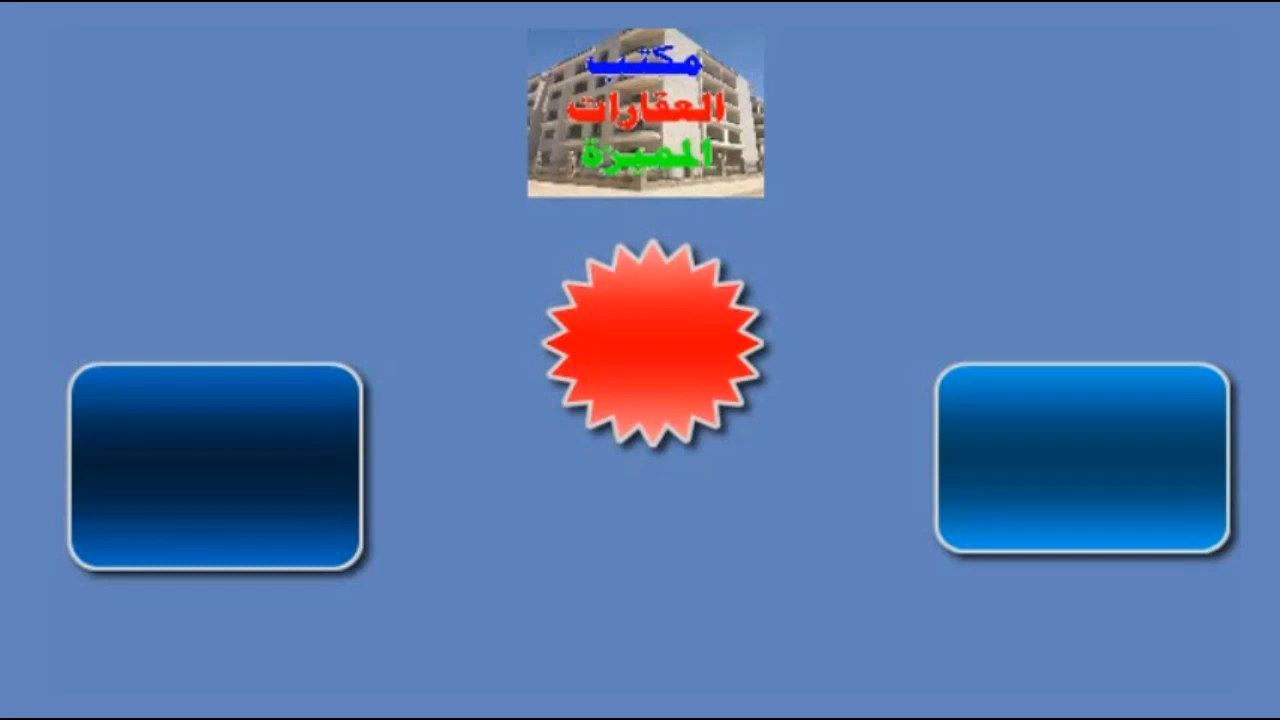 مكتب
العقارات
المميزة